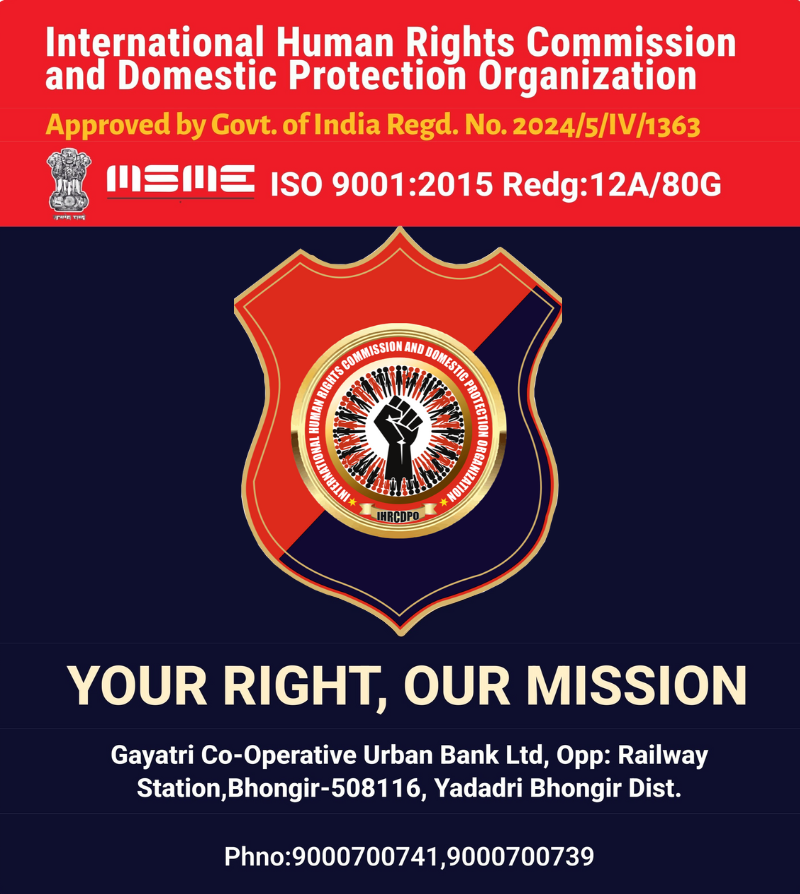 International Human Rights Commission
and Domestic Protection Organization
Approved by Govt. of India Regd. No. 2024/5/IV/1363
MSME ISO 9001:2015 Redg:12A/80G
INTERNATIONAL HUMAN RIGHTS COMMISSION AND DOMESTIC PROTECTION ORGANIZATION
IHRCDPO
YOUR RIGHT, OUR MISSION
Gayatri Co-Operative Urban Bank Ltd, Opp: Railway
Station,Bhongir-508116, Yadadri Bhongir Dist.
Phno:9000700741,9000700739